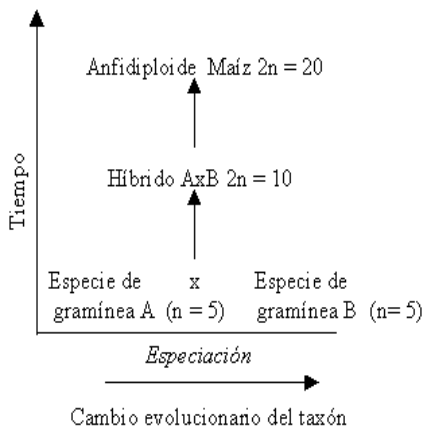 Anfidiploide Maíz 2n = 20
Híbrido AxB 2n = 10
Tiempo
Especie de x Especie de
gramínea A (n = 5) gramínea B (n= 5)
Especiación
Cambio evolucionario del taxón